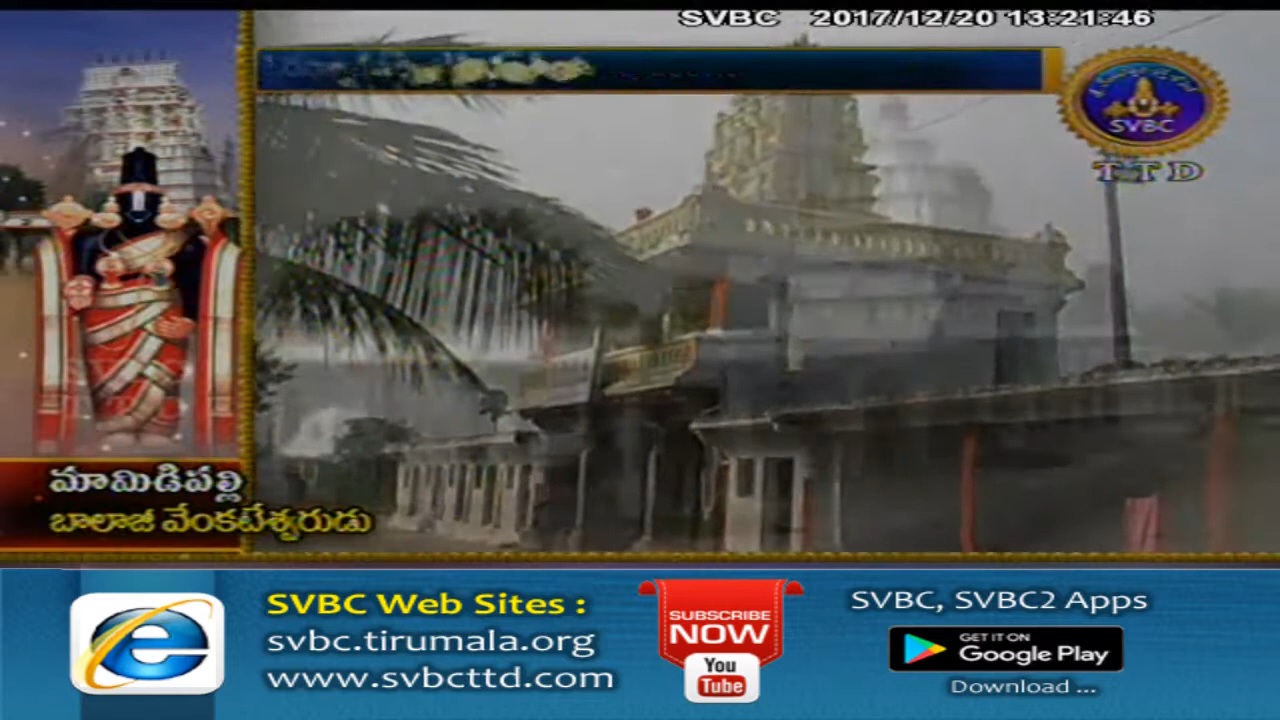 SVBC 2017/12/20 13:21:46
SVBC
T T D
మామిడిపల్లి
బాలాజీ వేంకటేశ్వరుడు
SVBC Web Sites :
svbc.tirumala.org
www.svbcttd.com
SUBSCRIBE
NOW
You
Tube
SVBC, SVBC2 Apps
GET IT ON
Google Play
Download ...